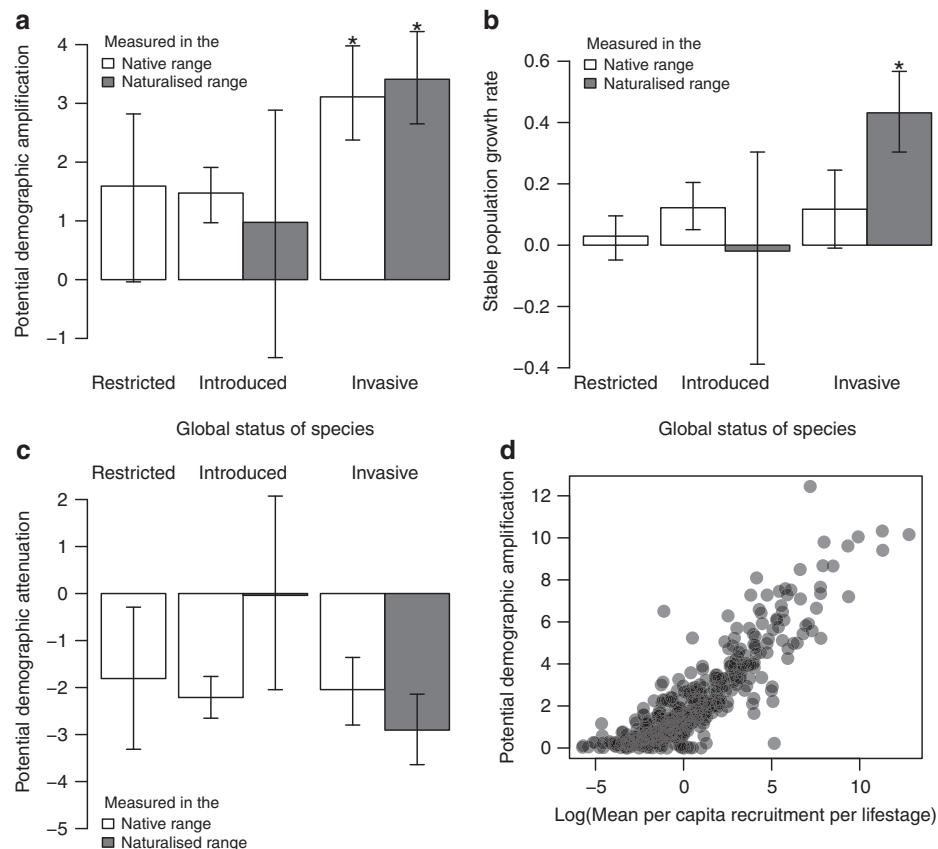 a
Potential demographic amplification
4
3
2
1
0
−1
Measured in the
Native range
Naturalised range
*
*
Restricted
Introduced
Invasive
Global status of species
b
Stable population growth rate
0.6
0.4
0.2
0.0
−0.2
−0.4
Measured in the
Native range
Naturalised range
*
Restricted
Introduced
Invasive
Global status of species
c
Restricted
Introduced
Invasive
Potential demographic attenuation
2
1
0
−1
−2
−3
−4
−5
Measured in the
Native range
Naturalised range
d
Potential demographic amplification
12
10
8
6
4
2
0
−5
0
5
10
Log(Mean per capita recruitment per lifestage)